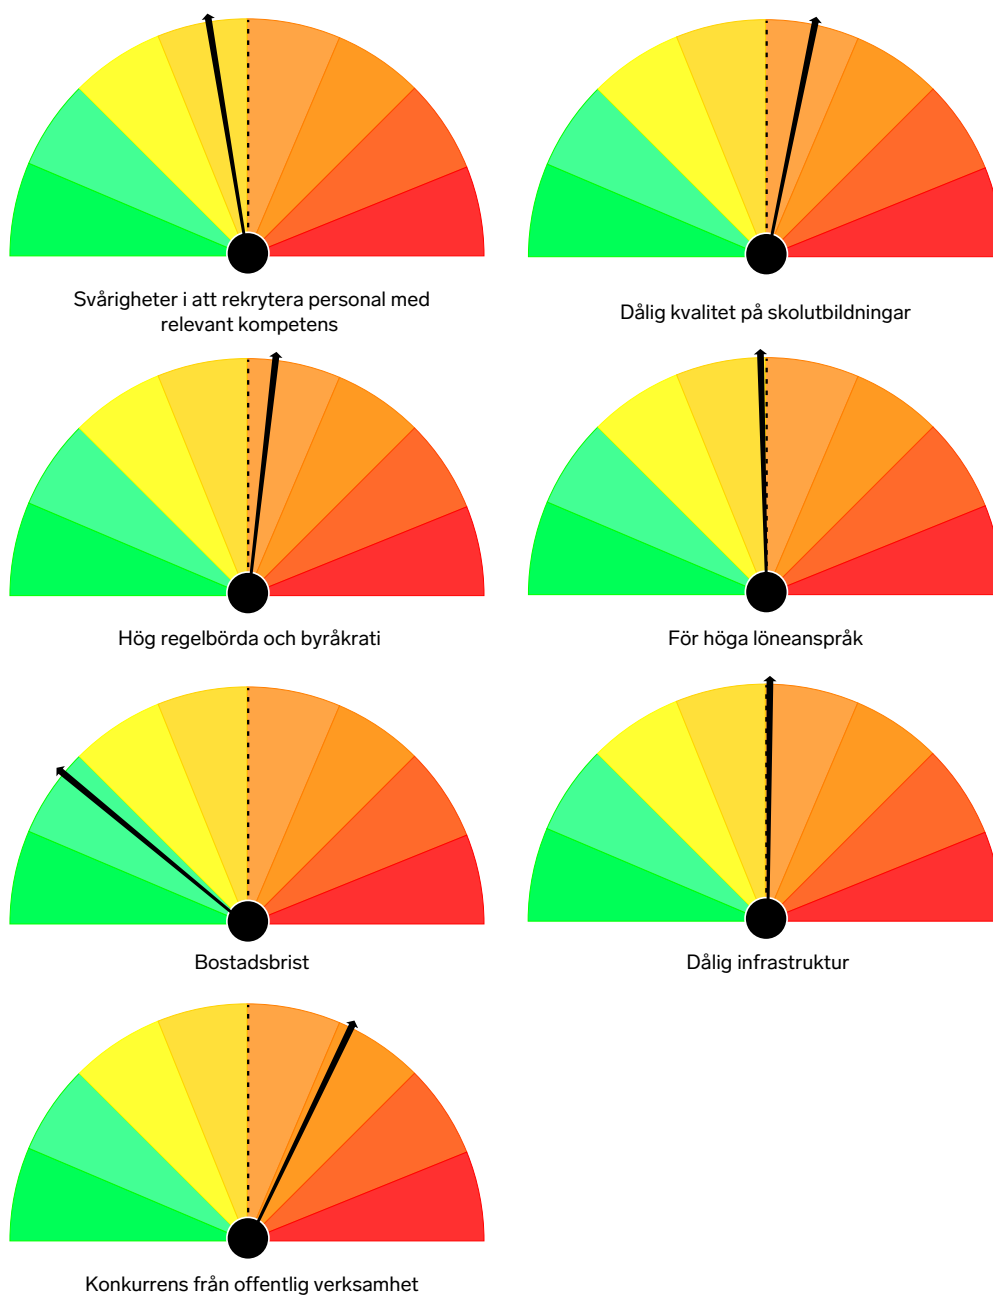 Svårigheter i att rekrytera personal med
relevant kompetens
Dålig kvalitet på skolutbildningar
Hög regelbörda och byråkrati
För höga löneanspråk
Bostadsbrist
Dålig infrastruktur
Konkurrens från offentlig verksamhet